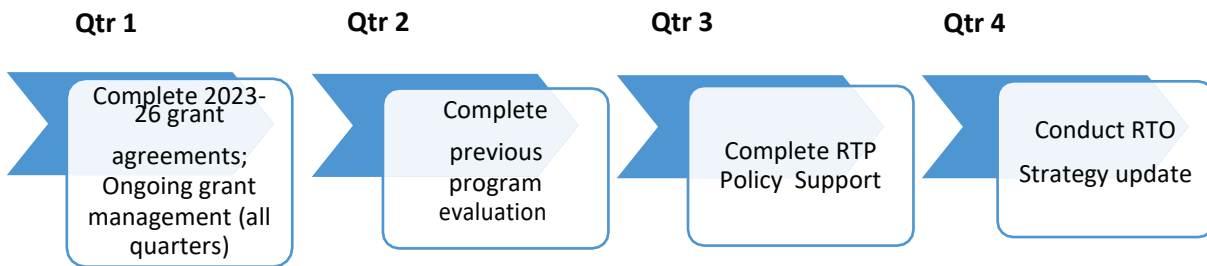 Qtr 1
Qtr 2
Qtr 3
Qtr 4
Complete 2023-
26 grant
agreements;
Ongoing grant
management (all
quarters)
Complete
previous
program
evaluation
Complete RTP
Policy Support
Conduct RTO
Strategy update